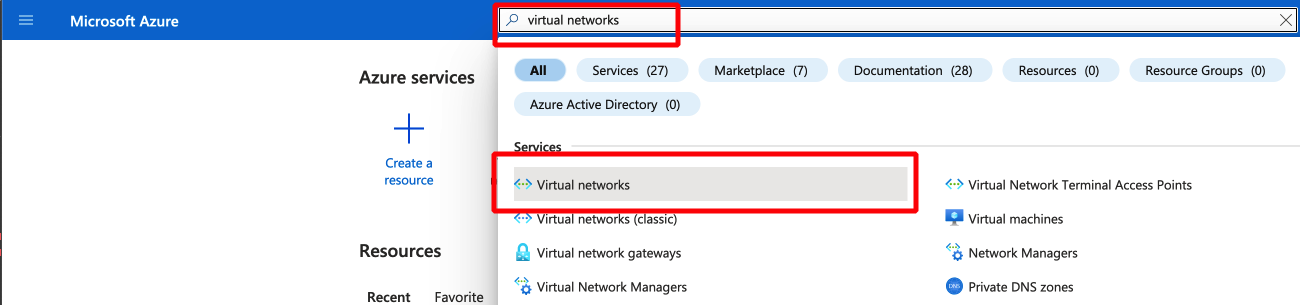 Microsoft Azure
virtual networks
All
Services (27)
Marketplace (7)
Documentation (28)
Resources (0)
Resource Groups (0)
Azure Active Directory (0)
Azure services
Create a
resource
Resources
Recent
Favorite
Services
Virtual networks
Virtual networks (classic)
Virtual network gateways
Virtual Network Managers
Virtual Network Terminal Access Points
Virtual machines
Network Managers
DNS
Private DNS zones